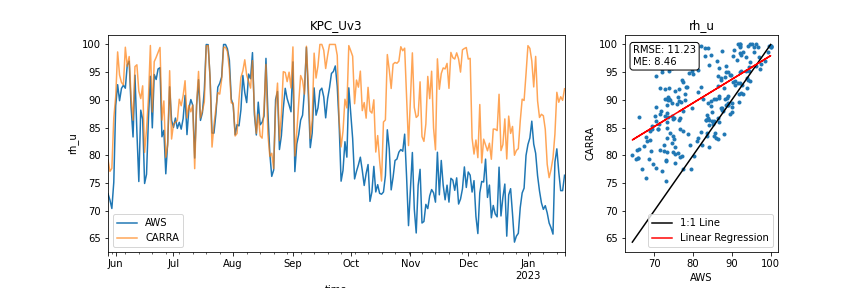 KPC_Uv3
rh_u
100
95
90
85
80
75
70
65
AWS
CARRA
Jun
Jul
Aug
Sep
Oct
Nov
Dec
Jan
2023
time
rh_u
CARRA
100
95
90
85
80
75
70
65
RMSE: 11.23
ME: 8.46
1:1 Line
Linear Regression
70
80
90
100
AWS